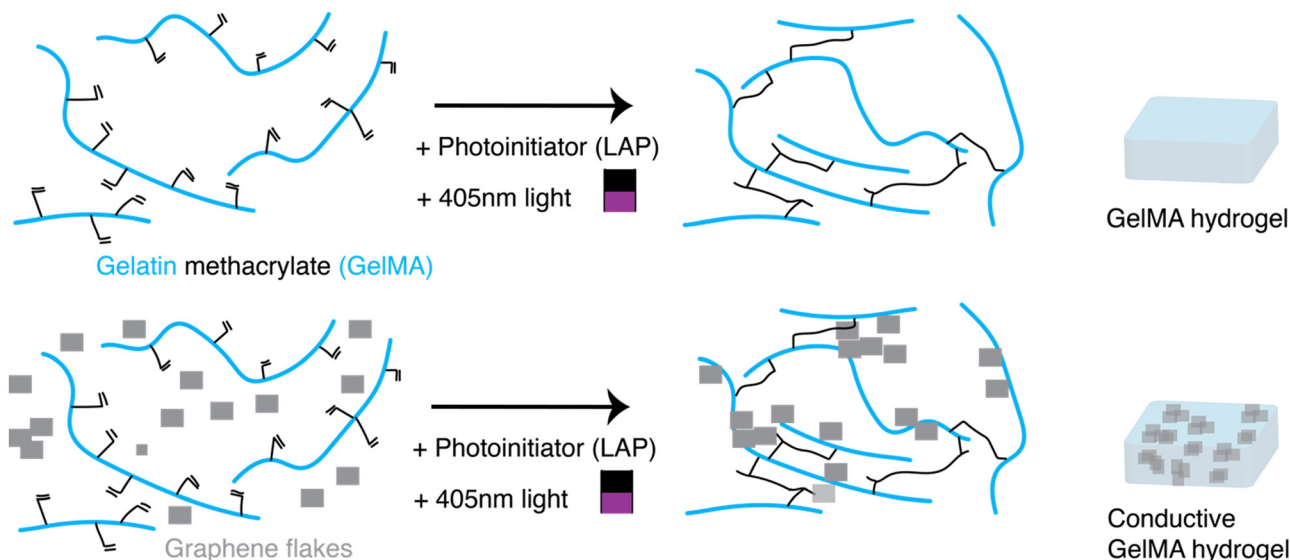 + Photoinitiator (LAP)
+ 405nm light
GelMA hydrogel
Gelatin methacrylate (GelMA)
+ Photoinitiator (LAP)
+ 405nm light
Graphene flakes
Conductive
GelMA hydrogel